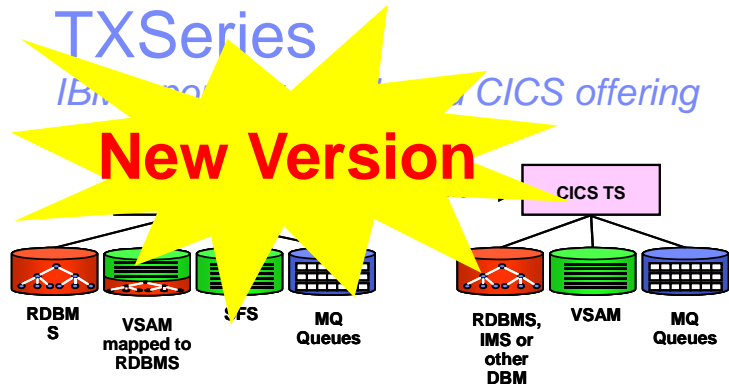 TXSeries
CICS offering
New Version
CICS TS
RDBM
S
VSAM
mapped to
RDBMS
SFS
MQ
Queues
RDBMS,
IMS or
other
DBM
VSAM
MQ
Queues